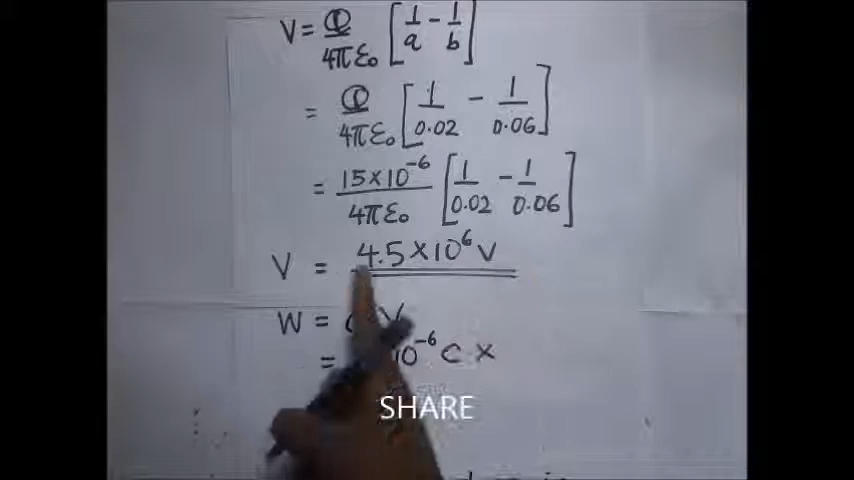 V = Q/4πε₀ [1/a - 1/b]
= Q/4πε₀ [1/0.02 - 1/0.06]
= 15×10⁻⁶/4πε₀ [1/0.02 - 1/0.06]
V = 4.5×10⁶ V
W = V
= 10⁻⁶ C ×
SHARE